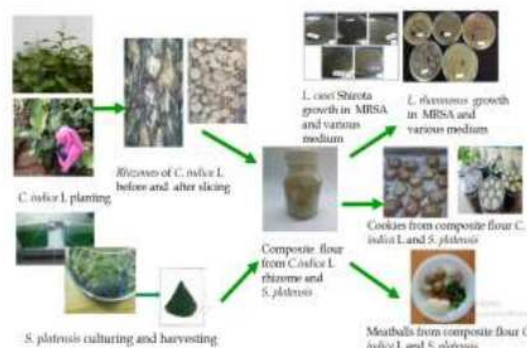 L. casei Shirota
growth in MRSA
and various
medium
L. rhamnosus growth
in MRSA and
various medium
C. indica L planting
Rhizomes of C. indica L
before and after slicing
Composite flour
from C.indica L
rhizome and
S. platensis
Cookies from composite flour C.
indica L and S. platensis
S. platensis culturing and harvesting
Meatballs from composite flour C
indica L and S. platensis